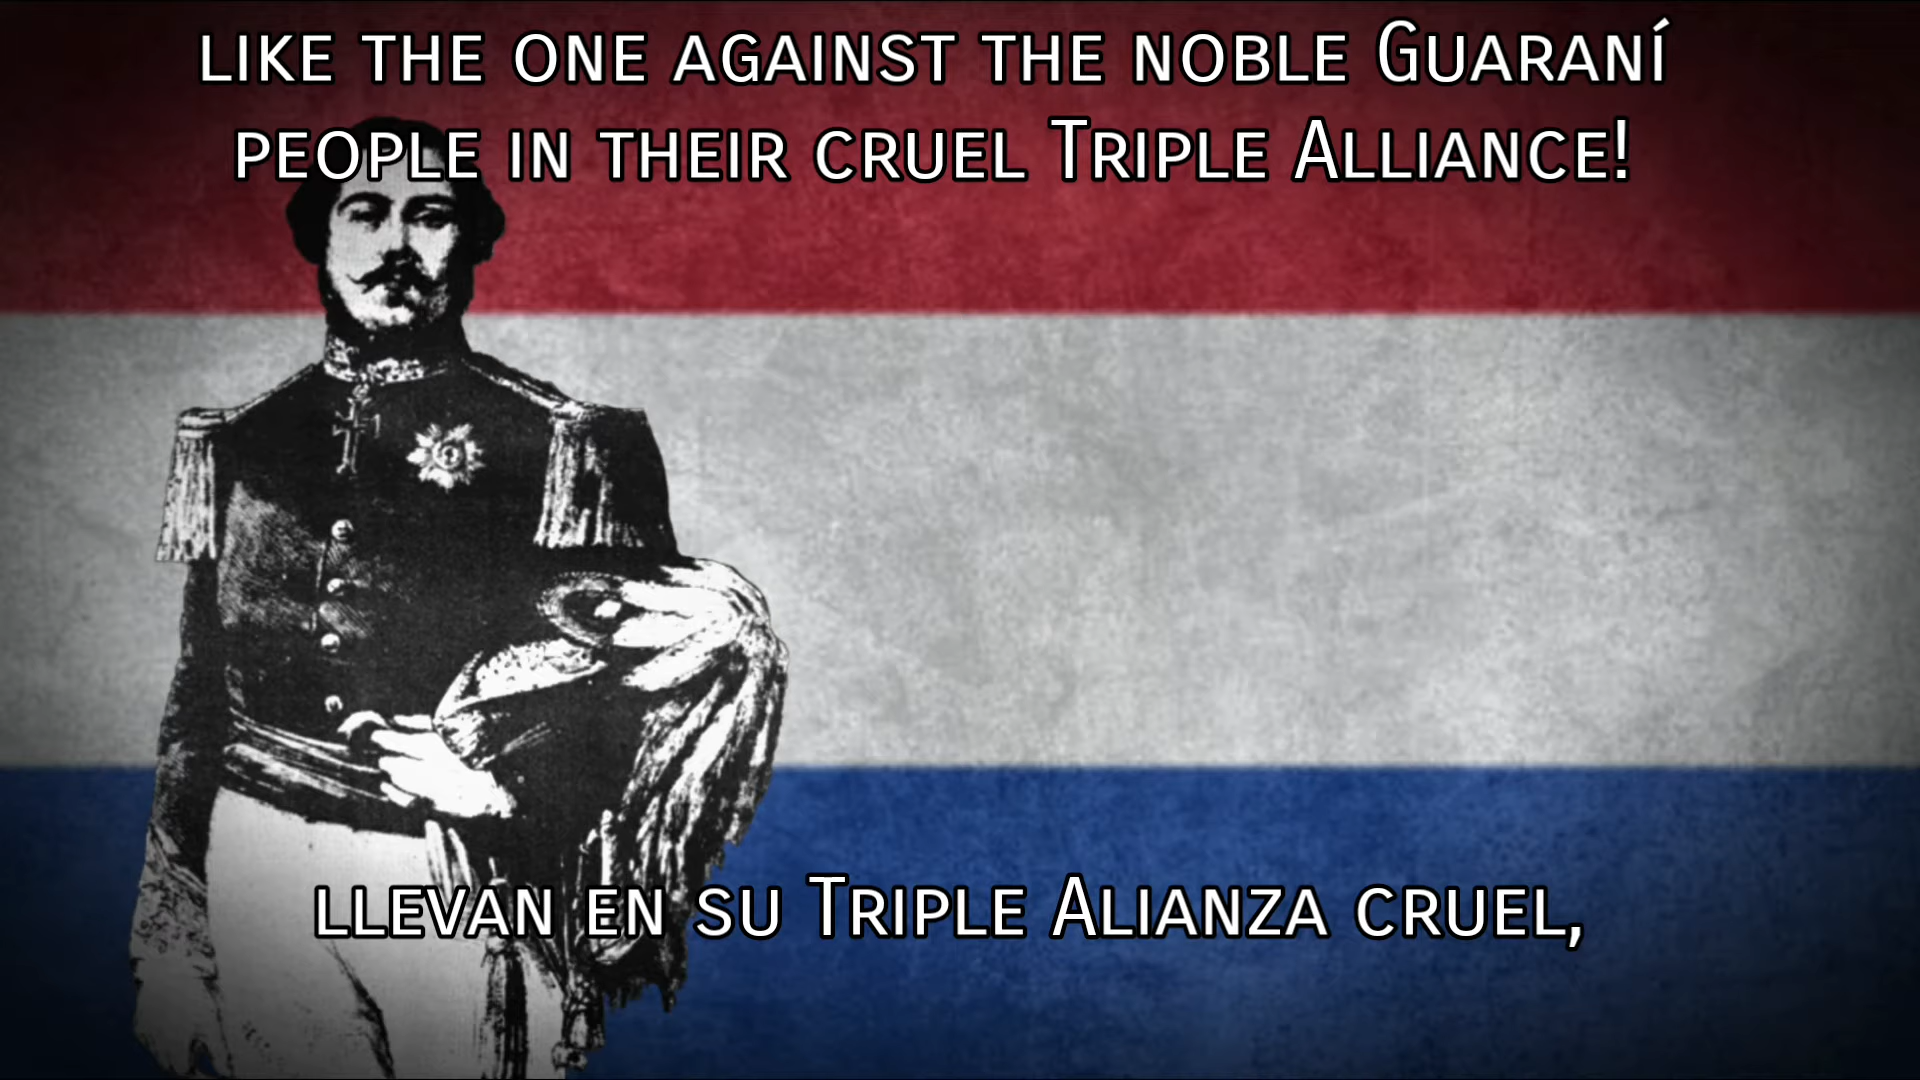 like the one against the noble Guaraní
people in their cruel Triple Alliance!
llevan en su Triple Alianza cruel,